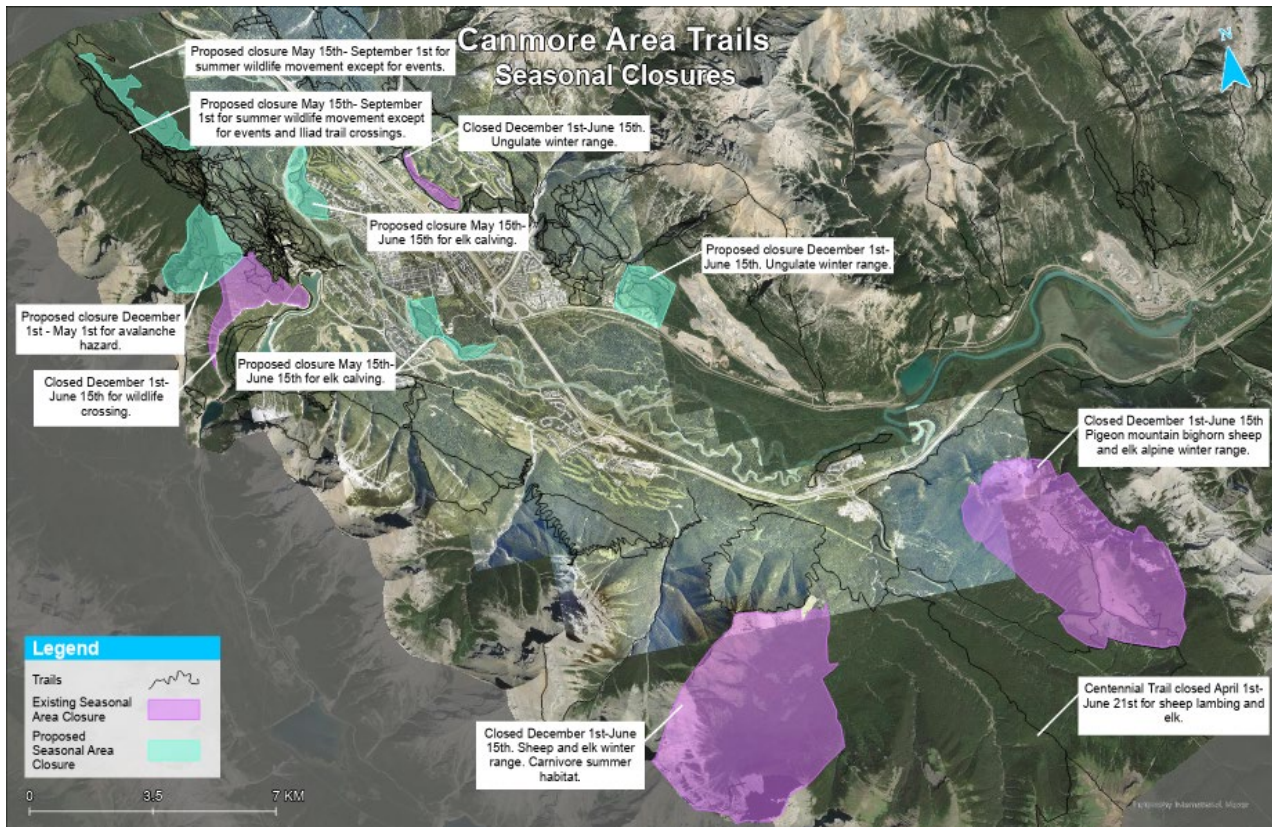 Canmore Area Trails
Seasonal Closures
N
Proposed closure May 15th- September 1st for
summer wildlife movement except for events.
Proposed closure May 15th- September
1st for summer wildlife movement except
for events and Iliad trail crossings.
Closed December 1st-June 15th.
Ungulate winter range.
Proposed closure May 15th-
June 15th for elk calving.
Proposed closure December 1st-
June 15th. Ungulate winter range.
Proposed closure December
1st - May 1st for avalanche
hazard.
Proposed closure May 15th-
June 15th for elk calving.
Closed December 1st-
June 15th for wildlife
crossing.
Closed December 1st-June 15th
Pigeon mountain bighorn sheep
and elk alpine winter range.
Centennial Trail closed April 1st-
June 21st for sheep lambing and
elk.
Closed December 1st-June
15th. Sheep and elk winter
range. Carnivore summer
habitat.
Legend
Trails
Existing Seasonal
Area Closure
Proposed
Seasonal Area
Closure
0 3.5 7 KM